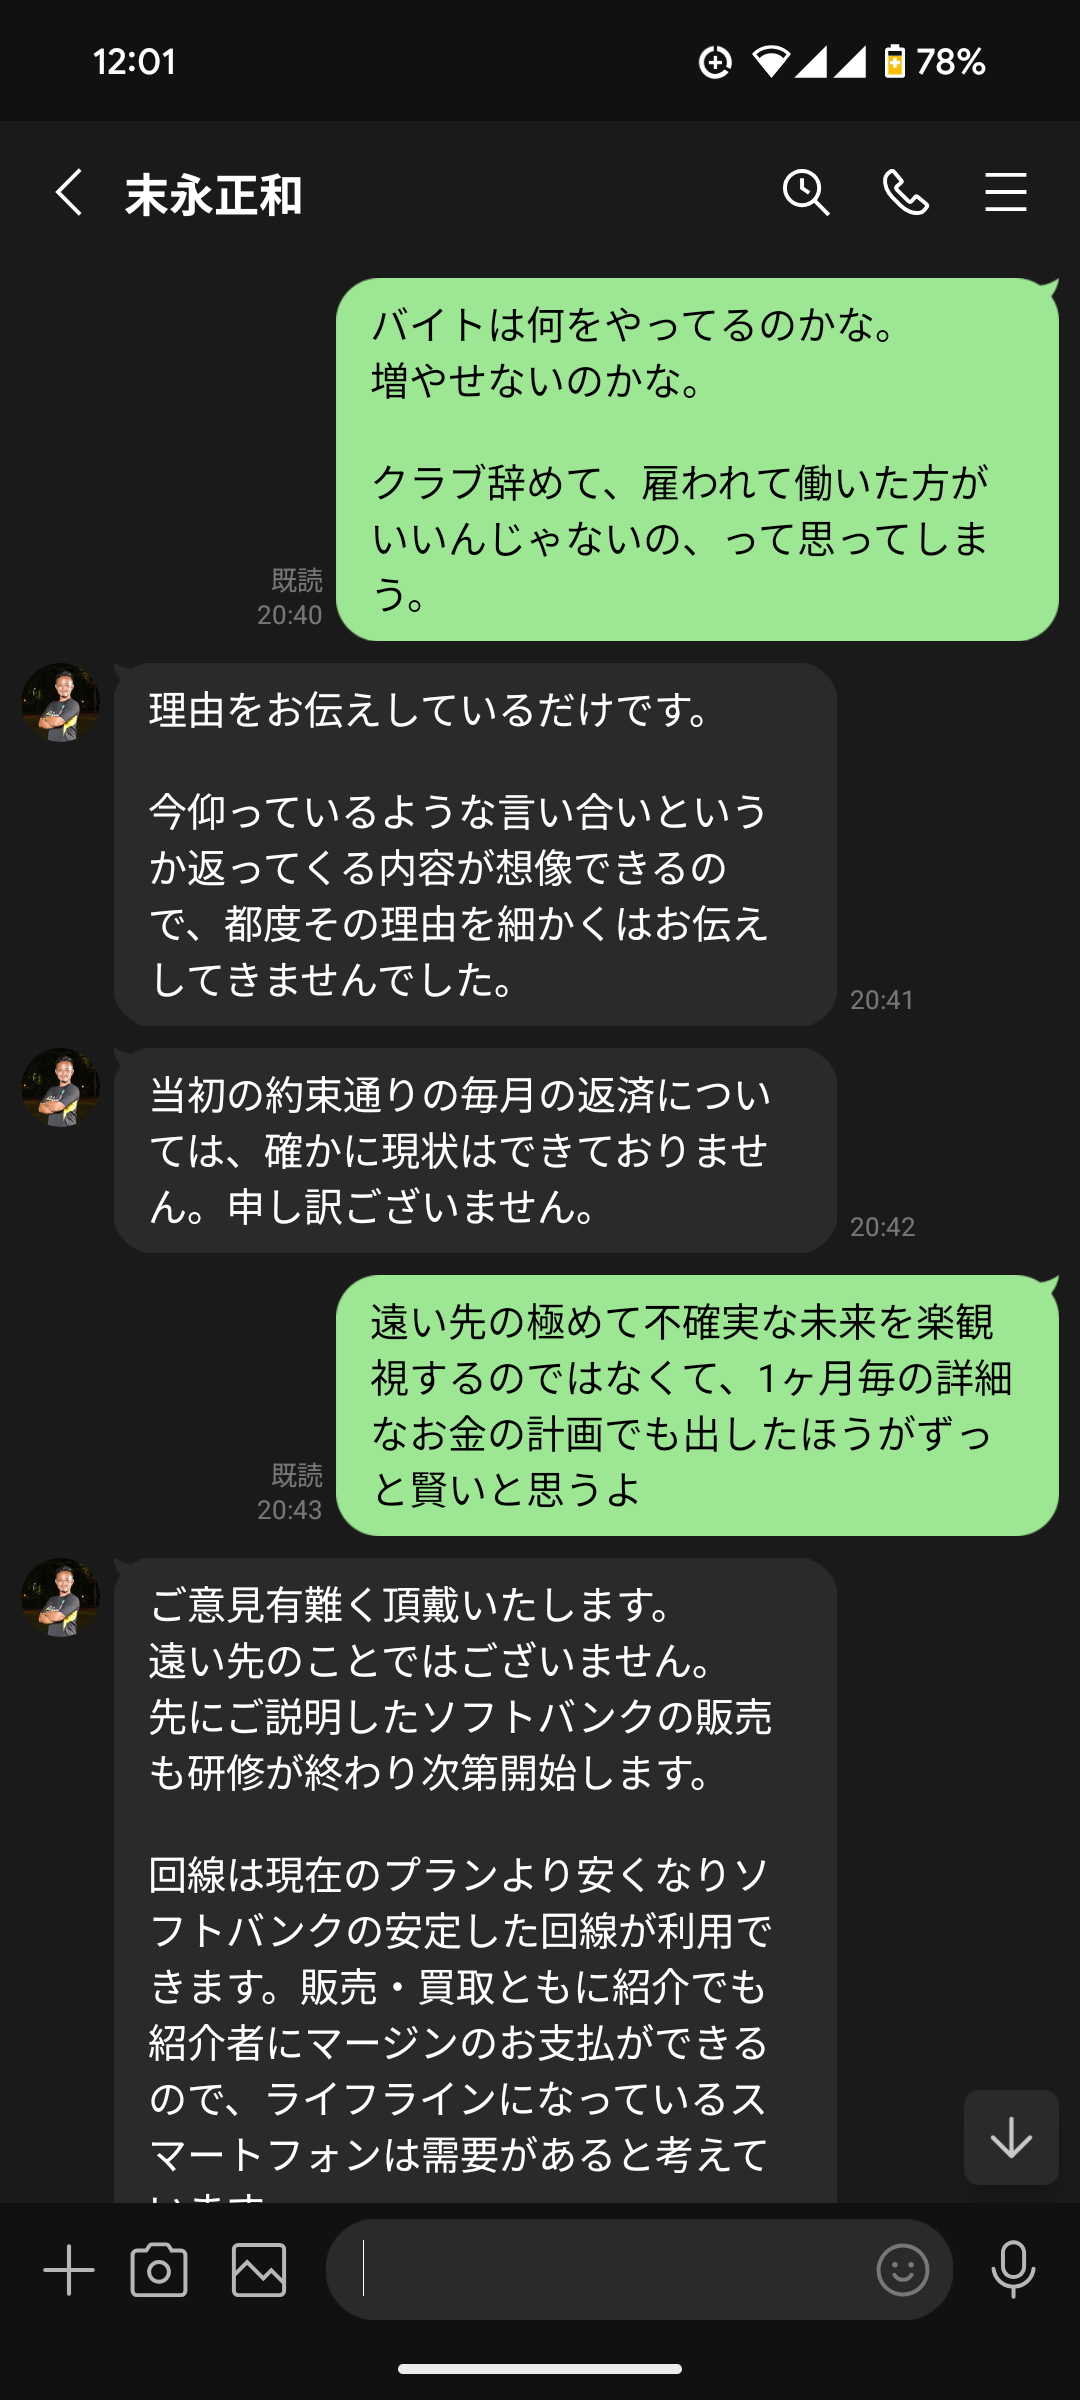 12:01
78%
末永正和
バイトは何をやってるのかな。
増やせないのかな。
クラブ辞めて、雇われて働いた方が
いいんじゃないの、って思ってしま
う。
既読
20:40
理由をお伝えしているだけです。
今仰っているような言い合いという
か返ってくる内容が想像できるの
で、都度その理由を細かくはお伝え
してきませんでした。
20:41
当初の約束通りの毎月の返済につい
ては、確かに現状はできておりませ
ん。申し訳ございません。
20:42
遠い先の極めて不確実な未来を楽観
視するのではなくて、1ヶ月毎の詳細
なお金の計画でも出したほうがずっ
と賢いと思うよ
既読
20:43
ご意見有難く頂戴いたします。
遠い先のことではございません。
先にご説明したソフトバンクの販売
も研修が終わり次第開始します。
回線は現在のプランより安くなりソ
フトバンクの安定した回線が利用で
きます。販売・買取ともに紹介でも
紹介者にマージンのお支払ができる
ので、ライフラインになっているス
マートフォンは需要があると考えて
います